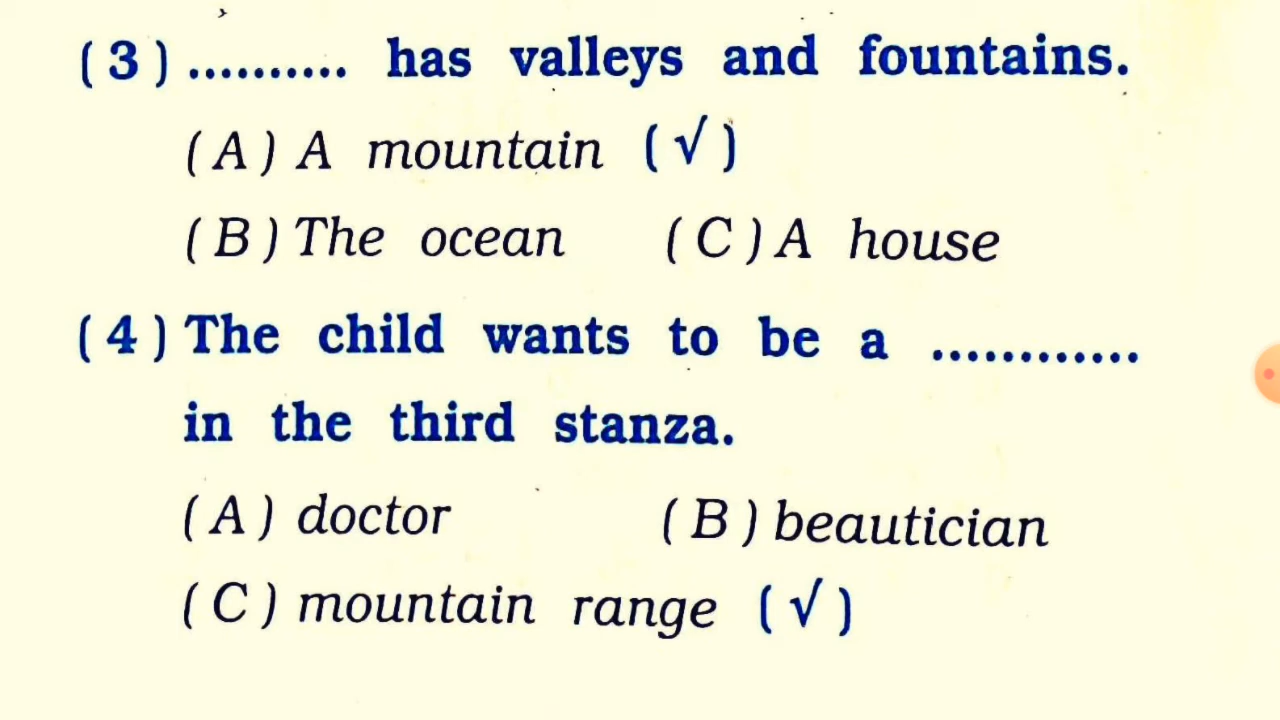 (3) .......... has valleys and fountains.
(A) A mountain (√)
(B) The ocean (C) A house
(4) The child wants to be a ............
in the third stanza.
(A) doctor (B) beautician
(C) mountain range (√)